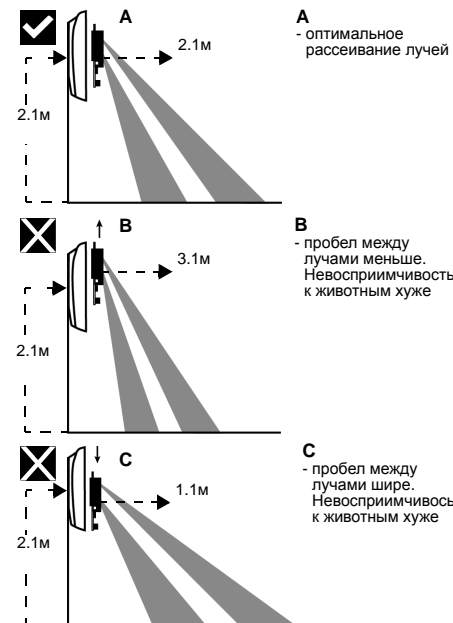 A
A
- оптимальное
рассеивание лучей
2.1м
2.1м
B
B
- пробел между
лучами меньше.
Невосприимчивость
к животным хуже
3.1м
2.1м
C
C
- пробел между
лучами шире.
Невосприимчивось
к животным хуже
1.1м
2.1м